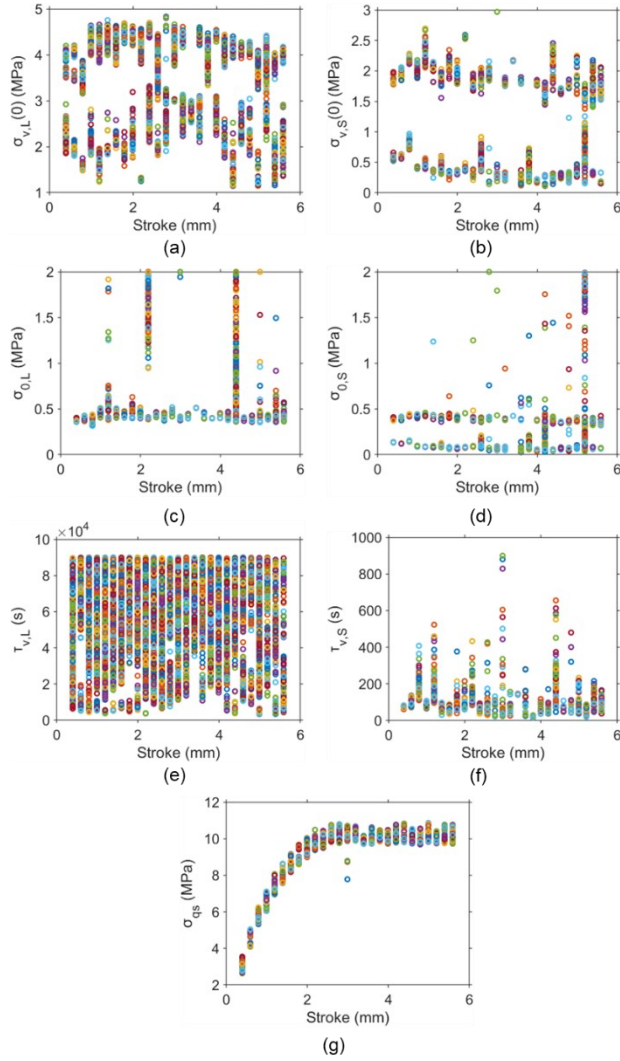 5
4
3
2
1
0 2 4 6
σv,L(0) (MPa)
Stroke (mm)
(a)
3
2.5
2
1.5
1
0.5
0
0 2 4 6
σv,S(0) (MPa)
Stroke (mm)
(b)
2
1.5
1
0.5
0
0 2 4 6
σ0,L (MPa)
Stroke (mm)
(c)
2
1.5
1
0.5
0
0 2 4 6
σ0,S (MPa)
Stroke (mm)
(d)
× 10^4
10
8
6
4
2
0
0 2 4 6
τv,L (s)
Stroke (mm)
(e)
1000
800
600
400
200
0
0 2 4 6
τv,S (s)
Stroke (mm)
(f)
12
10
8
6
4
2
0 2 4 6
σqs (MPa)
Stroke (mm)
(g)